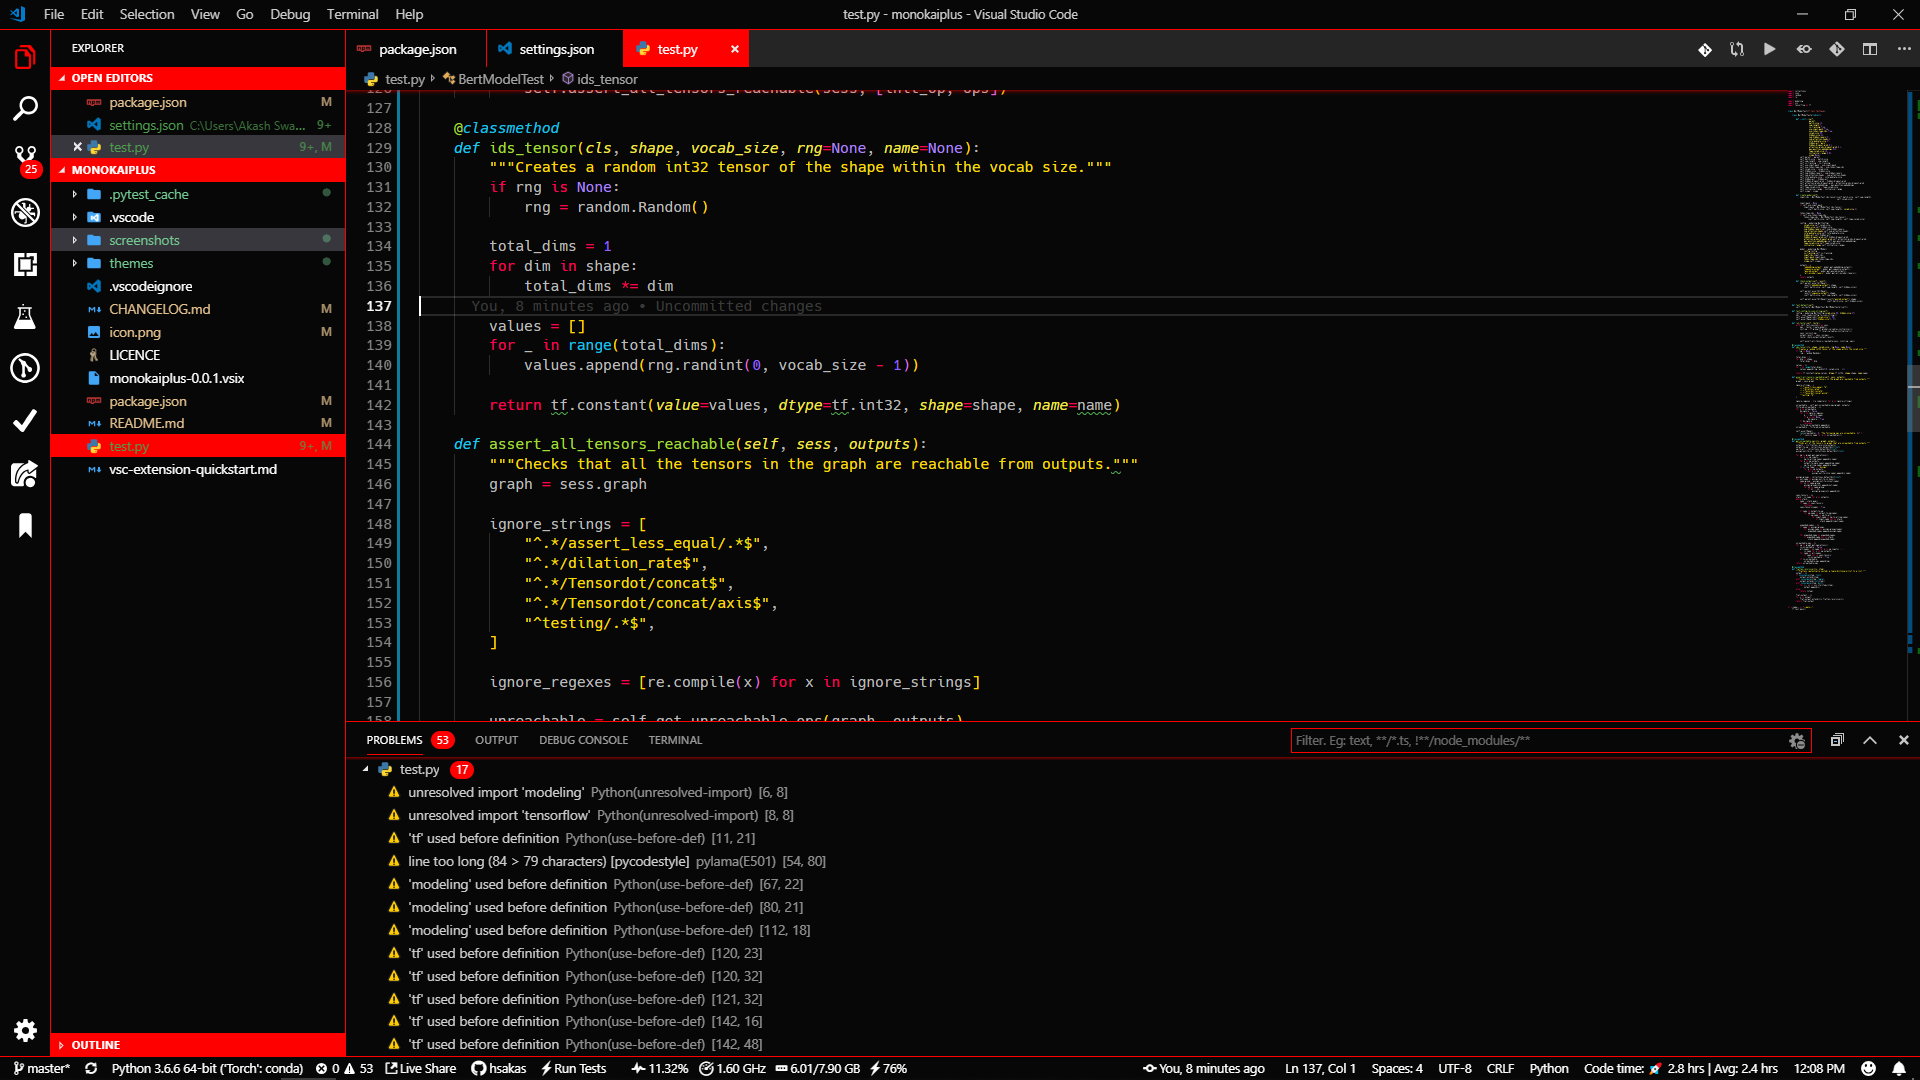 File Edit Selection View Go Debug Terminal Help
test.py - monokaiplus - Visual Studio Code
EXPLORER
OPEN EDITORS
package.json M
settings.json C:\Users\Akash Swa... 9+
test.py 9+, M
MONOKAIPLUS
.pytest_cache
.vscode
screenshots
themes
.vscodeignore
CHANGELOG.md M
icon.png M
LICENCE
monokaiplus-0.0.1.vsix
package.json M
README.md M
test.py 9+, M
vsc-extension-quickstart.md
OUTLINE
25
package.json settings.json test.py
test.py BertModelTest ids_tensor
126 self.assert_all_tensors_reachable(sess, [init_op, ops])
127
128 @classmethod
129 def ids_tensor(cls, shape, vocab_size, rng=None, name=None):
130 """Creates a random int32 tensor of the shape within the vocab size."""
131 if rng is None:
132 rng = random.Random()
133
134 total_dims = 1
135 for dim in shape:
136 total_dims *= dim
137 You, 8 minutes ago • Uncommitted changes
138 values = []
139 for _ in range(total_dims):
140 values.append(rng.randint(0, vocab_size - 1))
141
142 return tf.constant(value=values, dtype=tf.int32, shape=shape, name=name)
143
144 def assert_all_tensors_reachable(self, sess, outputs):
145 """Checks that all the tensors in the graph are reachable from outputs."""
146 graph = sess.graph
147
148 ignore_strings = [
149 "^.*/assert_less_equal/.*$",
150 "^.*/dilation_rate$",
151 "^.*/Tensordot/concat$",
152 "^.*/Tensordot/concat/axis$",
153 "^testing/.*$",
154 ]
155
156 ignore_regexes = [re.compile(x) for x in ignore_strings]
157
158 unreachable = self.get_unreachable_ops(graph, outputs)
PROBLEMS 53 OUTPUT DEBUG CONSOLE TERMINAL
Filter. Eg: text, **/*.ts, !**/node_modules/**
test.py 17
unresolved import 'modeling' Python(unresolved-import) [6, 8]
unresolved import 'tensorflow' Python(unresolved-import) [8, 8]
'tf' used before definition Python(use-before-def) [11, 21]
line too long (84 > 79 characters) [pycodestyle] pylama(E501) [54, 80]
'modeling' used before definition Python(use-before-def) [67, 22]
'modeling' used before definition Python(use-before-def) [80, 21]
'modeling' used before definition Python(use-before-def) [112, 18]
'tf' used before definition Python(use-before-def) [120, 23]
'tf' used before definition Python(use-before-def) [120, 32]
'tf' used before definition Python(use-before-def) [121, 32]
'tf' used before definition Python(use-before-def) [142, 16]
'tf' used before definition Python(use-before-def) [142, 48]
master* Python 3.6.6 64-bit ('Torch': conda) 0 53 Live Share hsakas Run Tests 11.32% 1.60 GHz 6.01/7.90 GB 76% You, 8 minutes ago Ln 137, Col 1 Spaces: 4 UTF-8 CRLF Python Code time: 🚀 2.8 hrs | Avg: 2.4 hrs 12:08 PM